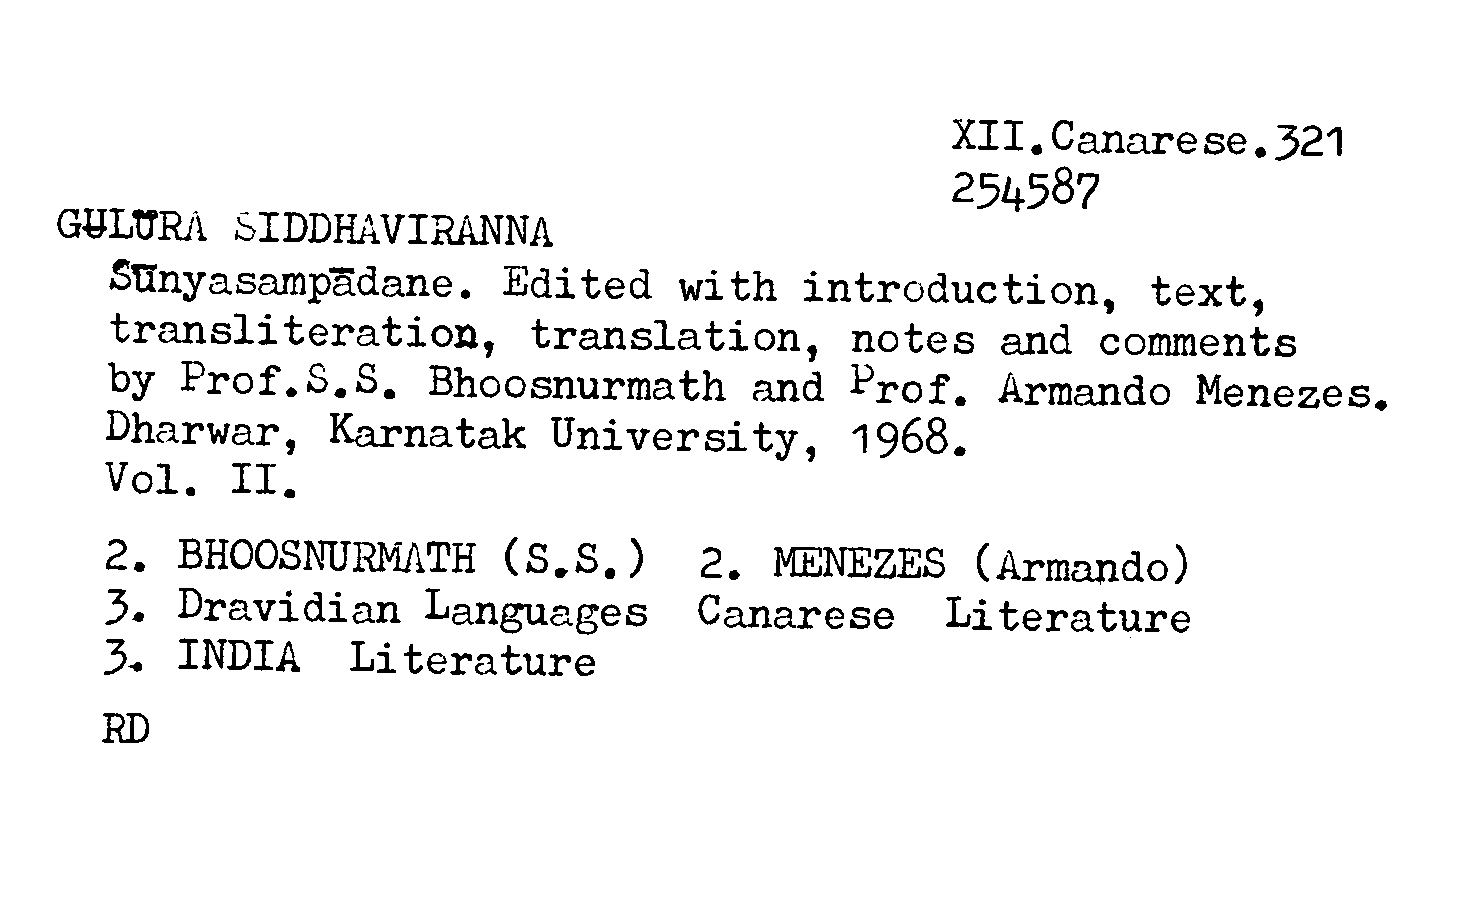 XII.Canarese.321
254587
GŪLŪRA SIDDHAVIRANNA
Sūnyasampādane. Edited with introduction, text,
transliteration, translation, notes and comments
by Prof.S.S. Bhoosnurmath and Prof. Armando Menezes.
Dharwar, Karnatak University, 1968.
Vol. II.
2. BHOOSNURMATH (S.S.) 2. MENEZES (Armando)
3. Dravidian Languages Canarese Literature
3. INDIA Literature
RD